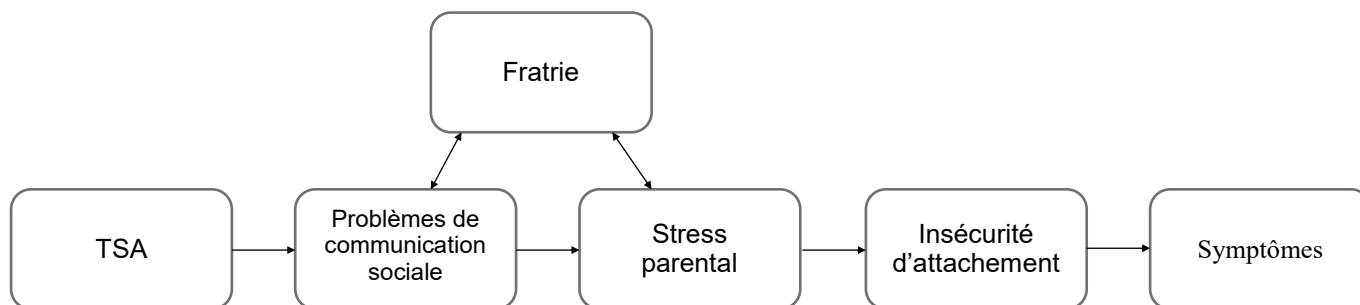 Fratrie
TSA
Problèmes de
communication
sociale
Stress
parental
Insécurité
d’attachement
Symptômes